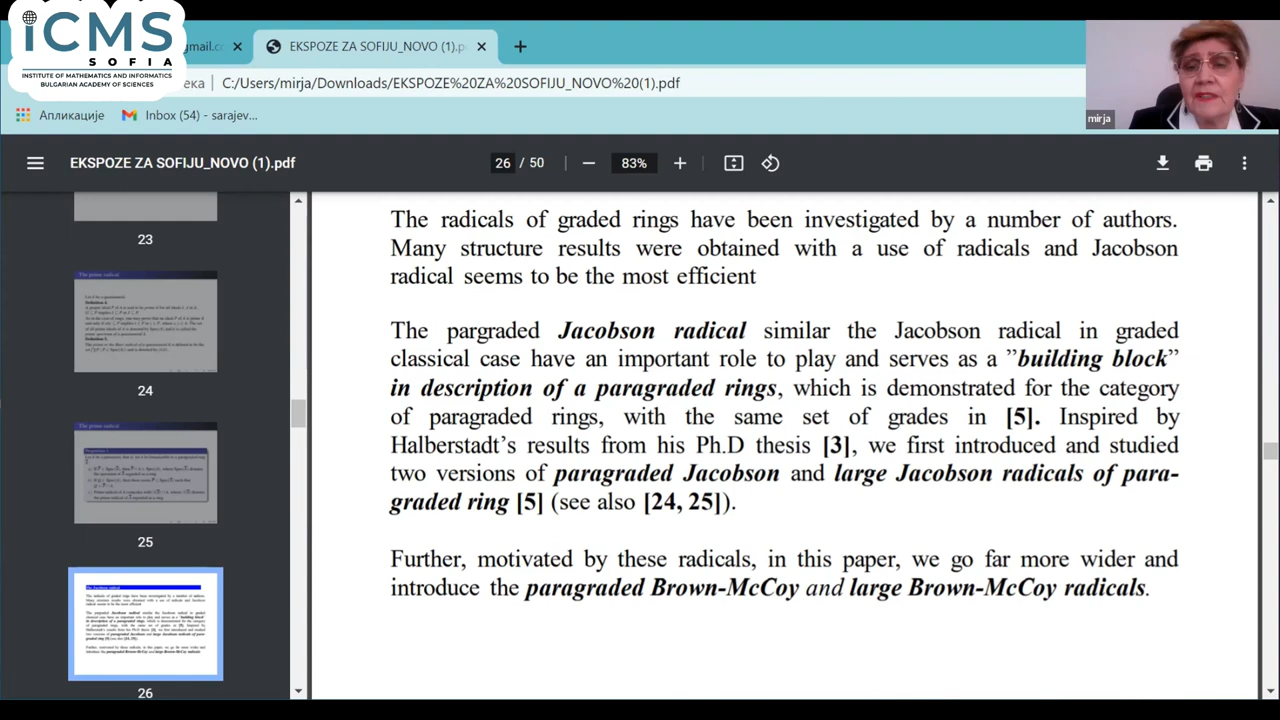 iCMS
SOFIA
INSTITUTE OF MATHEMATICS AND INFORMATICS
BULGARIAN ACADEMY OF SCIENCES
EKSPOZE ZA SOFIJU_NOVO (1).p
C:/Users/mirja/Downloads/EKSPOZE%20ZA%20SOFIJU_NOVO%20(1).pdf
Апликације
Inbox (54) - sarajev...
mirja
EKSPOZE ZA SOFIJU_NOVO (1).pdf
26 / 50
83%
23
The prime radical
24
The prime radical
25
The Jacobson radical
26
The radicals of graded rings have been investigated by a number of authors.
Many structure results were obtained with a use of radicals and Jacobson
radical seems to be the most efficient
The pargraded Jacobson radical similar the Jacobson radical in graded
classical case have an important role to play and serves as a ”building block”
in description of a paragraded rings, which is demonstrated for the category
of paragraded rings, with the same set of grades in [5]. Inspired by
Halberstadt’s results from his Ph.D thesis [3], we first introduced and studied
two versions of paragraded Jacobson and large Jacobson radicals of para-
graded ring [5] (see also [24, 25]).
Further, motivated by these radicals, in this paper, we go far more wider and
introduce the paragraded Brown-McCoy and large Brown-McCoy radicals.